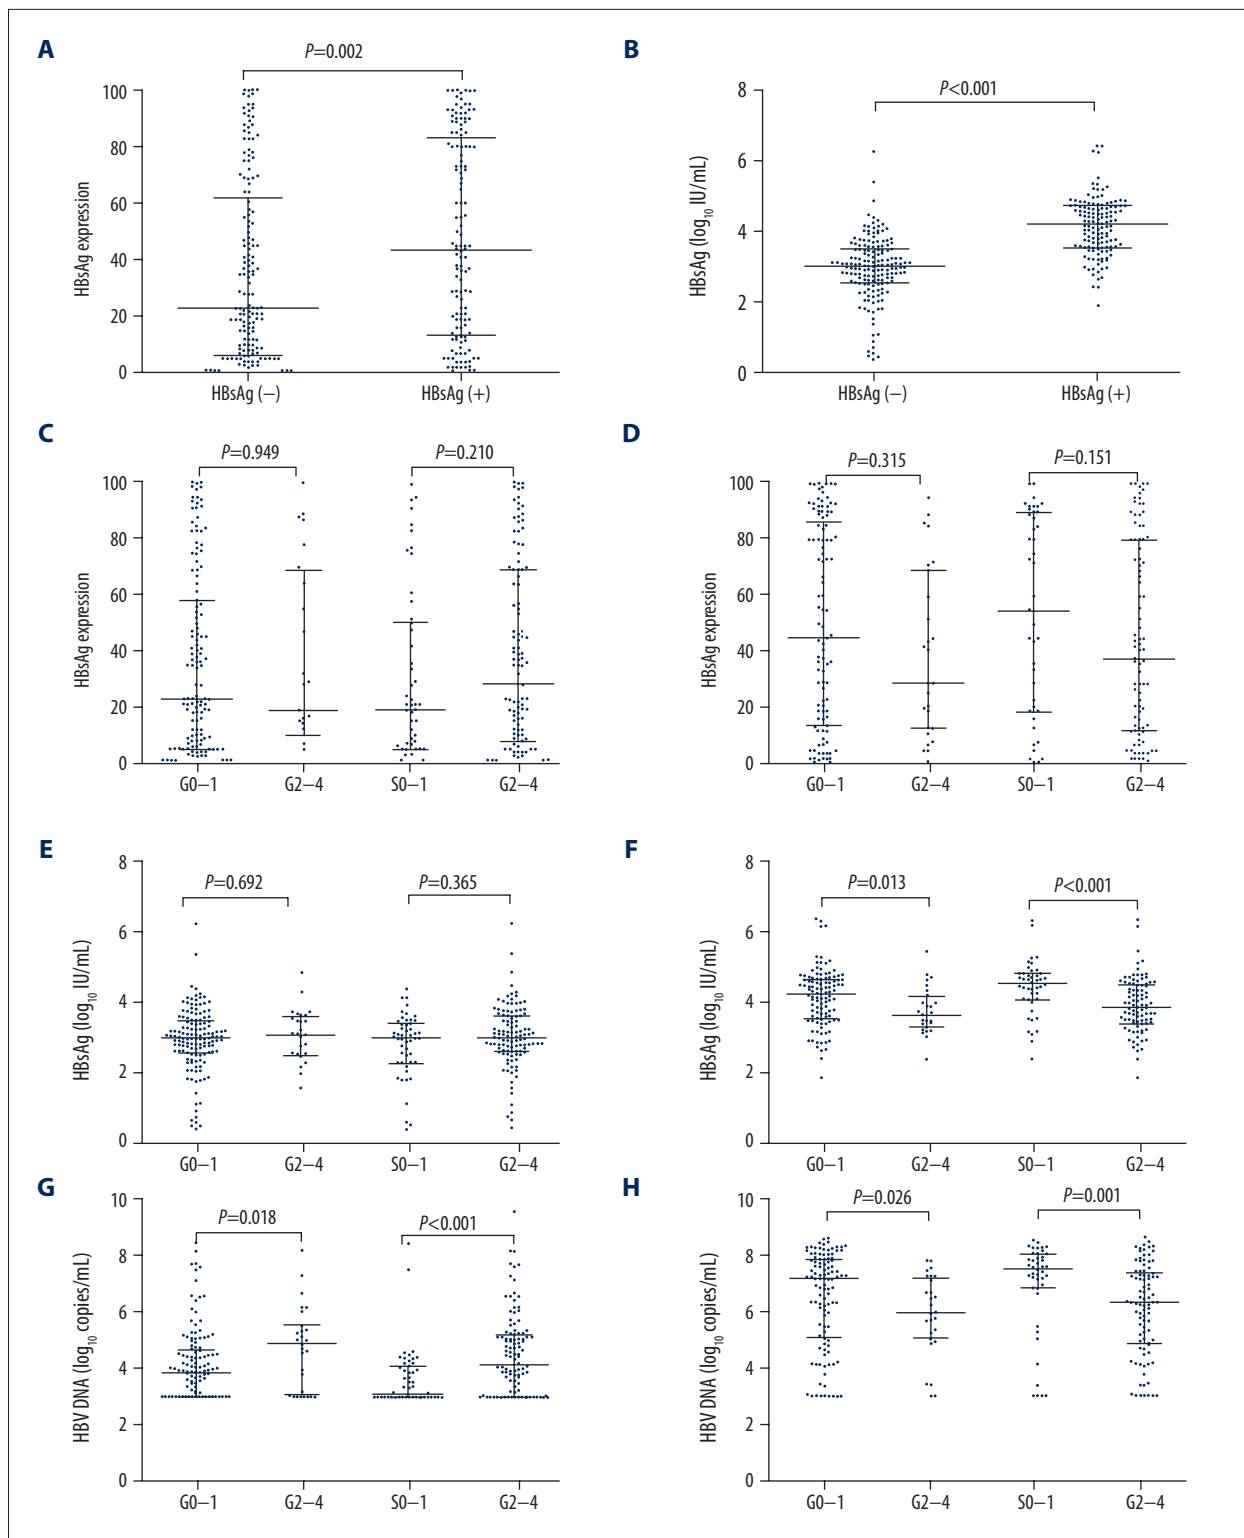 A
P=0.002
HBsAg expression
100
80
60
40
20
0
HBsAg (−)
HBsAg (+)
B
P<0.001
HBsAg (log10 IU/mL)
8
6
4
2
0
HBsAg (−)
HBsAg (+)
C
P=0.949
P=0.210
HBsAg expression
100
80
60
40
20
0
G0–1
G2–4
S0–1
G2–4
D
P=0.315
P=0.151
HBsAg expression
100
80
60
40
20
0
G0–1
G2–4
S0–1
G2–4
E
P=0.692
P=0.365
HBsAg (log10 IU/mL)
8
6
4
2
0
G0–1
G2–4
S0–1
G2–4
F
P=0.013
P<0.001
HBsAg (log10 IU/mL)
8
6
4
2
0
G0–1
G2–4
S0–1
G2–4
G
P=0.018
P<0.001
HBV DNA (log10 copies/mL)
10
8
6
4
2
0
G0–1
G2–4
S0–1
G2–4
H
P=0.026
P=0.001
HBV DNA (log10 copies/mL)
10
8
6
4
2
0
G0–1
G2–4
S0–1
G2–4